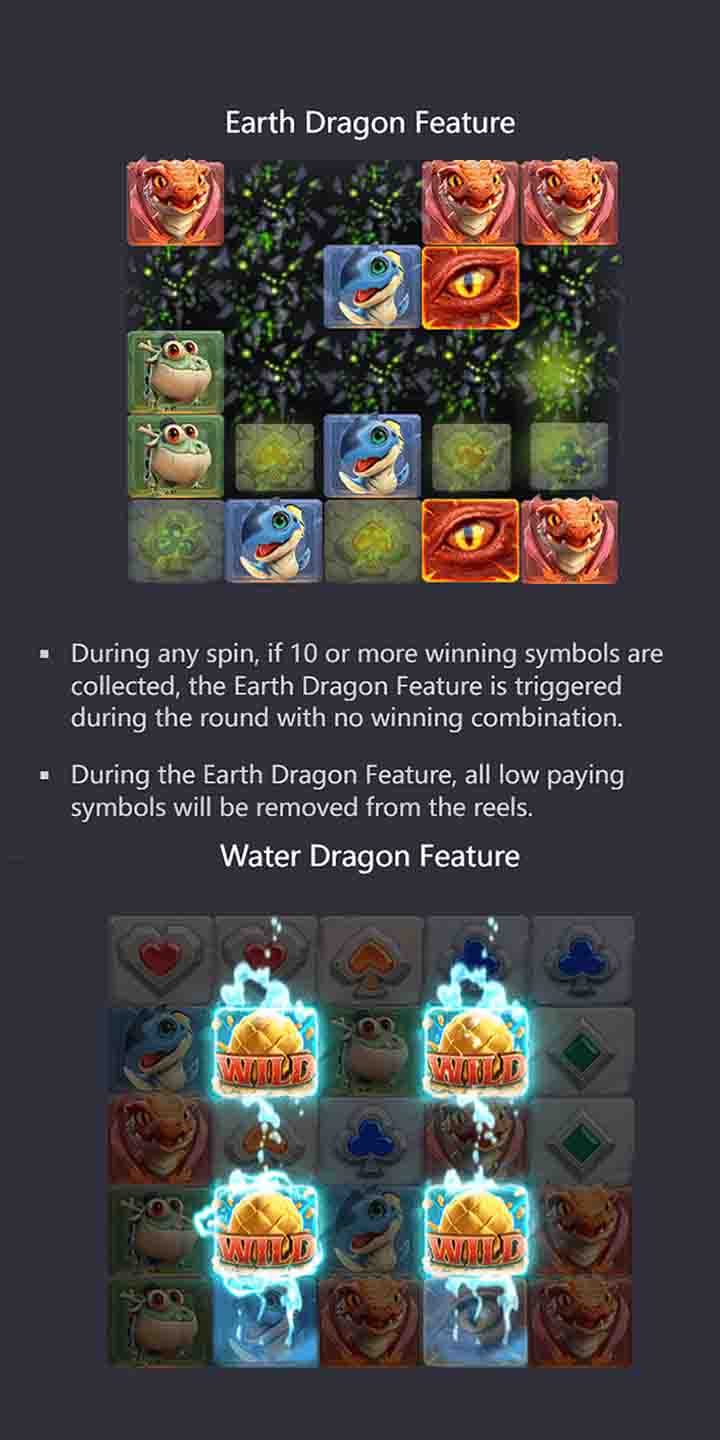 Earth Dragon Feature
▪ During any spin, if 10 or more winning symbols are
collected, the Earth Dragon Feature is triggered
during the round with no winning combination.
▪ During the Earth Dragon Feature, all low paying
symbols will be removed from the reels.
Water Dragon Feature
WILD WILD
WILD WILD